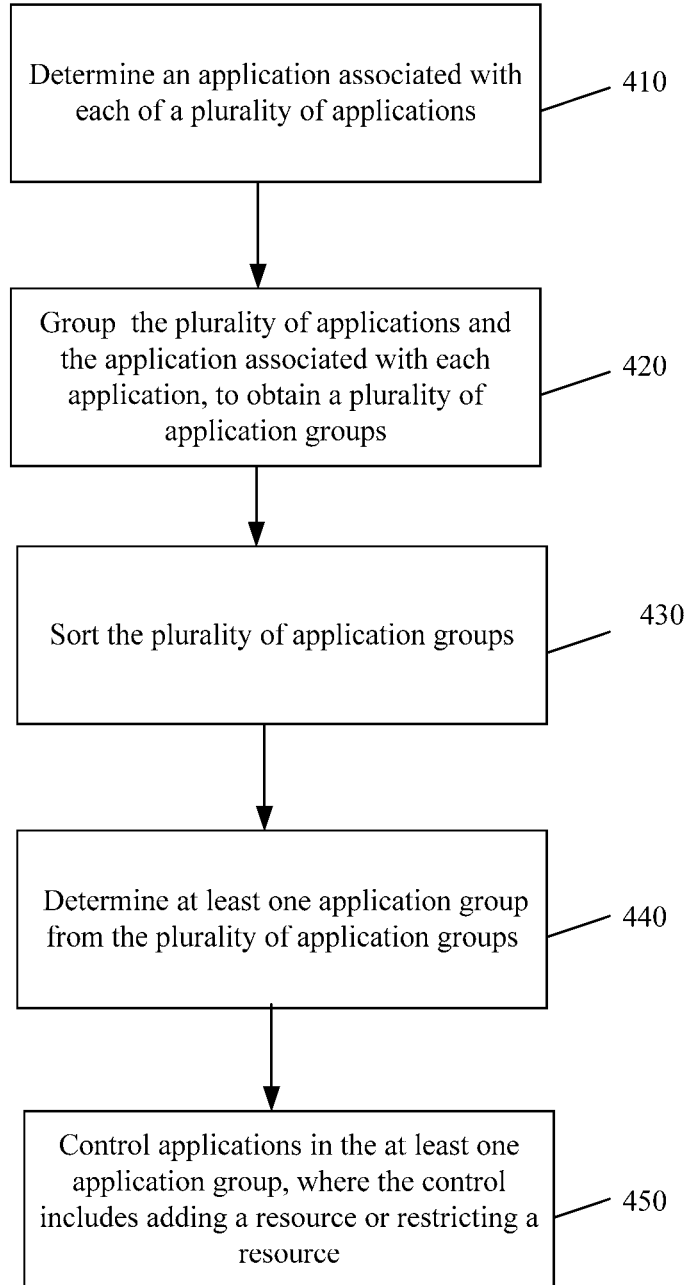 Determine an application associated with
each of a plurality of applications
410
Group the plurality of applications and
the application associated with each
application, to obtain a plurality of
application groups
420
Sort the plurality of application groups
430
Determine at least one application group
from the plurality of application groups
440
Control applications in the at least one
application group, where the control
includes adding a resource or restricting a
resource
450